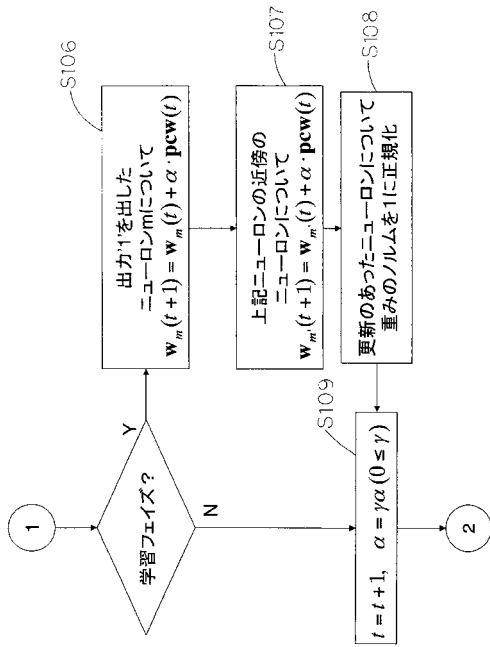 1
学習フェイズ?
Y
N
S106
出力'1'を出した
ニューロンmについて
w_m(t+1) = w_m(t) + α·pcw(t)
S107
上記ニューロンの近傍の
ニューロンについて
w_m'(t+1) = w_m'(t) + α·pcw(t)
S108
更新のあったニューロンについて
重みのノルムを1に正規化
S109
t = t+1, α = γα(0 ≤ γ)
2